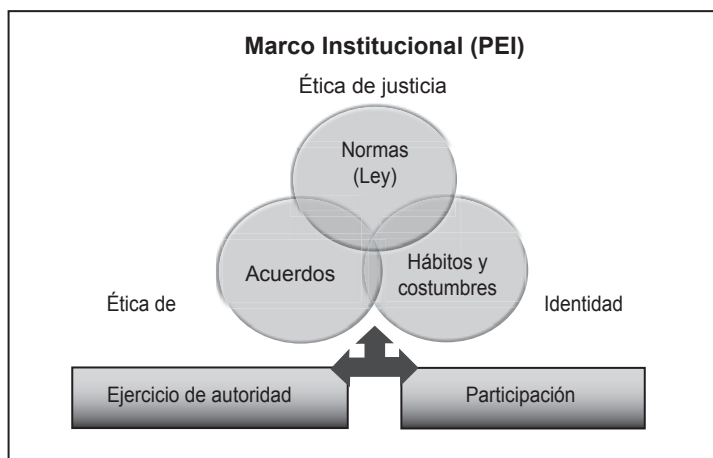 Marco Institucional (PEI)
Ética de justicia
Normas
(Ley)
Acuerdos
Hábitos y
costumbres
Ética de
Identidad
Ejercicio de autoridad
Participación